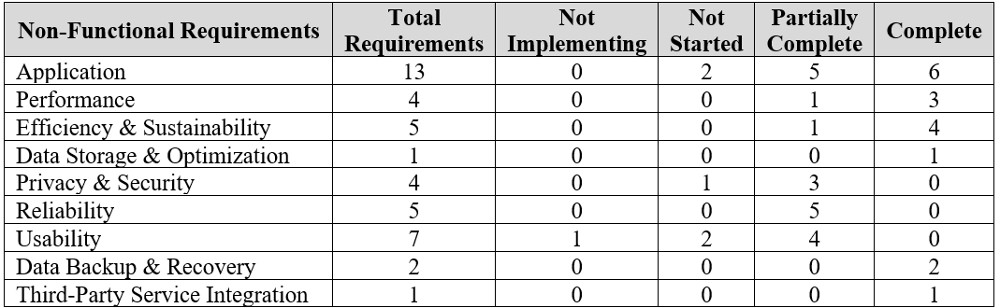 Non-Functional Requirements Total Requirements Not Implementing Not Started Partially Complete Complete
Application 13 0 2 5 6
Performance 4 0 0 1 3
Efficiency & Sustainability 5 0 0 1 4
Data Storage & Optimization 1 0 0 0 1
Privacy & Security 4 0 1 3 0
Reliability 5 0 0 5 0
Usability 7 1 2 4 0
Data Backup & Recovery 2 0 0 0 2
Third-Party Service Integration 1 0 0 0 1